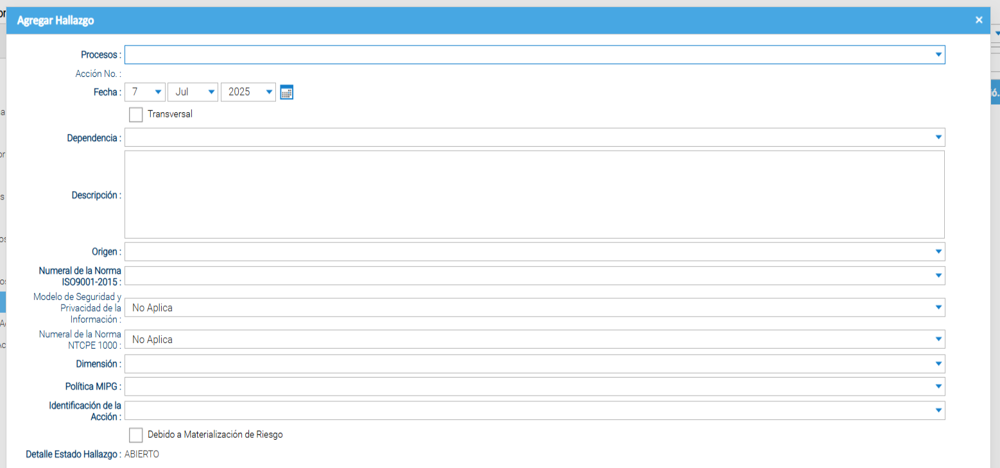 Agregar Hallazgo
Procesos :
Acción No. :
Fecha : 7 Jul 2025
Transversal
Dependencia :
Descripción :
Origen :
Numeral de la Norma
ISO9001-2015 :
Modelo de Seguridad y
Privacidad de la
Información :
No Aplica
Numeral de la Norma
NTCPE 1000 :
No Aplica
Dimensión :
Política MIPG :
Identificación de la
Acción :
Debido a Materialización de Riesgo
Detalle Estado Hallazgo : ABIERTO